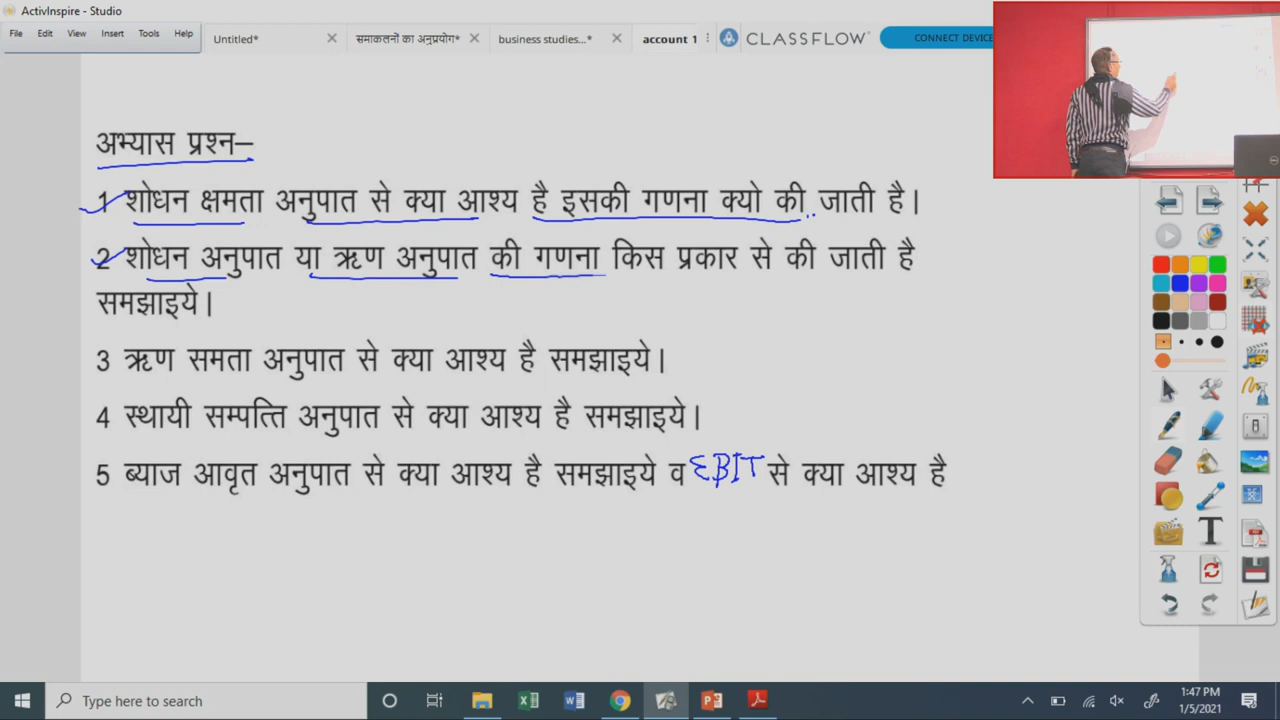 ActivInspire - Studio
File Edit View Insert Tools Help
Untitled* समाकलनों का अनुप्रयोग* business studies...* account 1 CLASSFLOW CONNECT DEVICE
अभ्यास प्रश्न–
1 शोधन क्षमता अनुपात से क्या आश्य है इसकी गणना क्यो की जाती है।
2 शोधन अनुपात या ऋण अनुपात की गणना किस प्रकार से की जाती है
समझाइये।
3 ऋण समता अनुपात से क्या आश्य है समझाइये।
4 स्थायी सम्पत्ति अनुपात से क्या आश्य है समझाइये।
5 ब्याज आवृत अनुपात से क्या आश्य है समझाइये व EBIT से क्या आश्य है
Type here to search
1:47 PM
1/5/2021